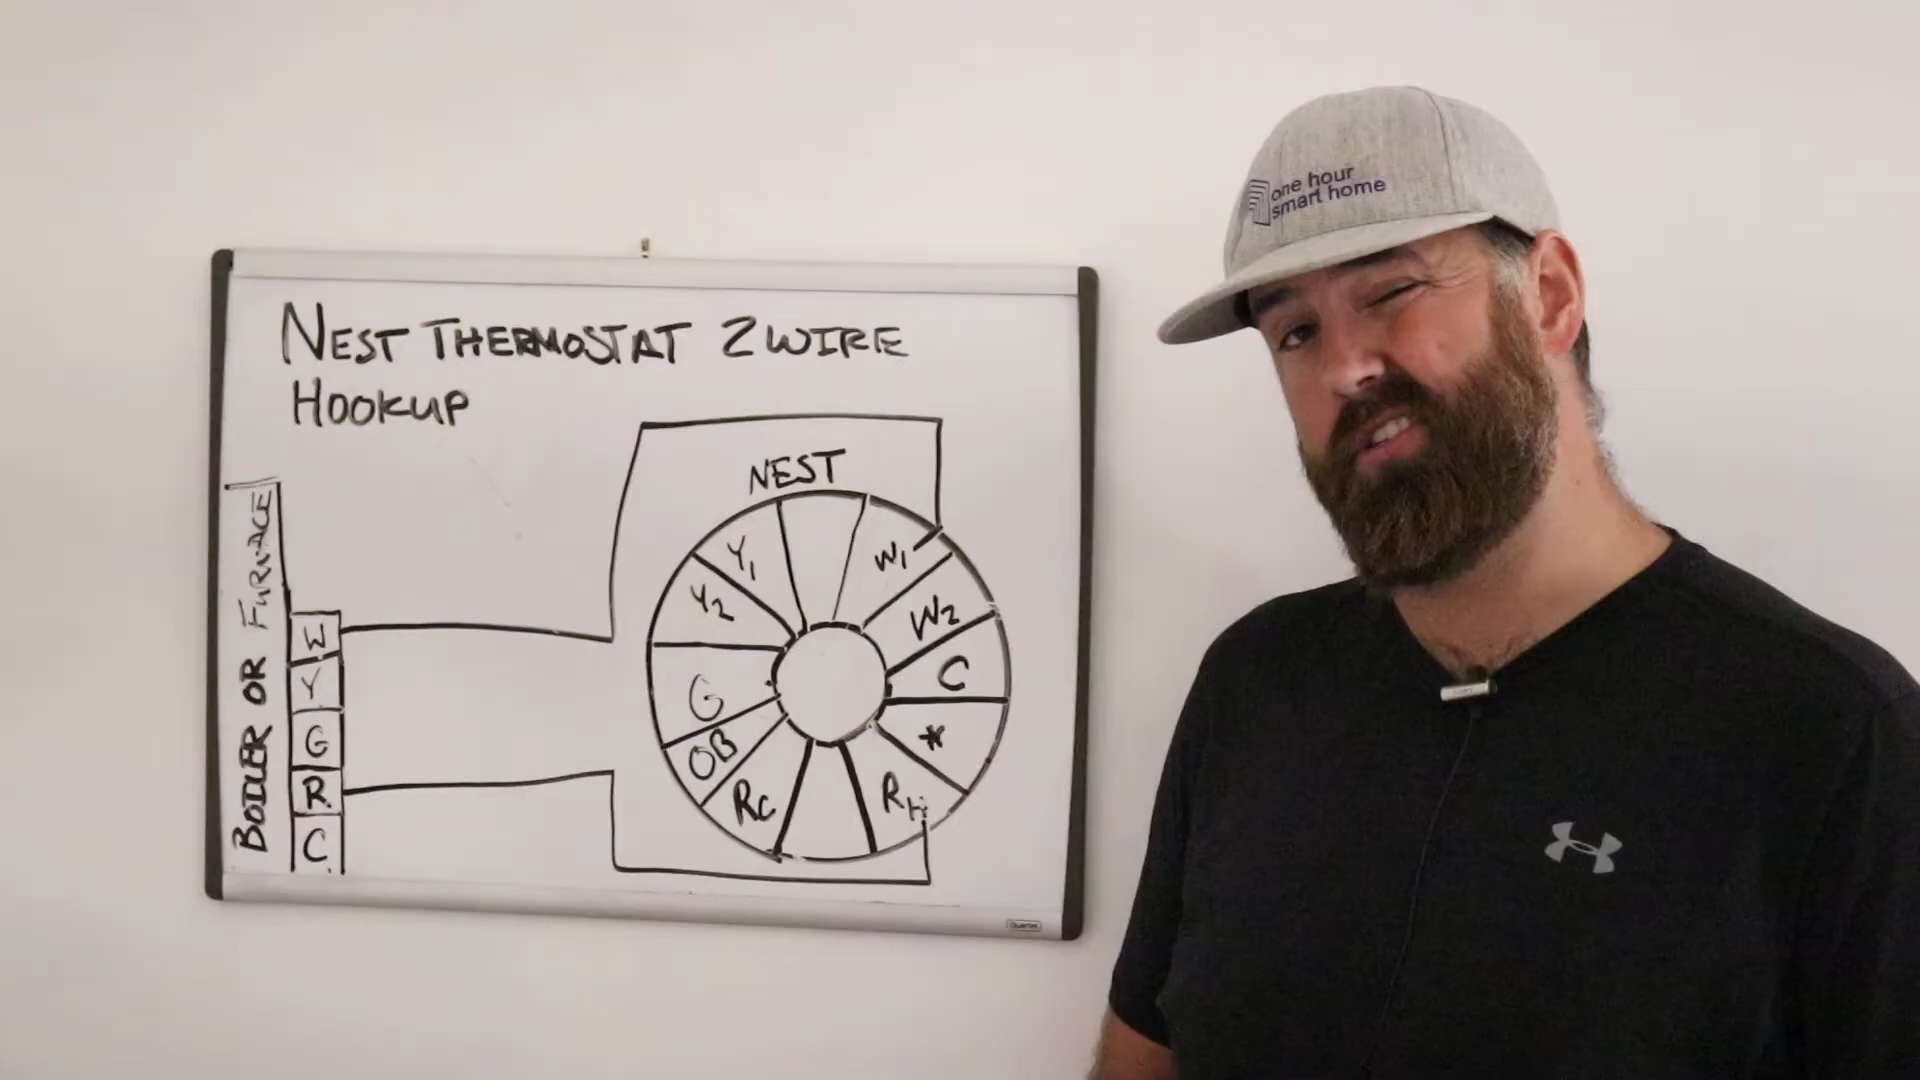 one hour
smart home
NEST THERMOSTAT 2 WIRE
HOOKUP
NEST
Y1
W1
Y2
W2
G
C
OB
*
Rc
RH
BOILER OR FURNACE
W
Y
G
R
C
Quartet